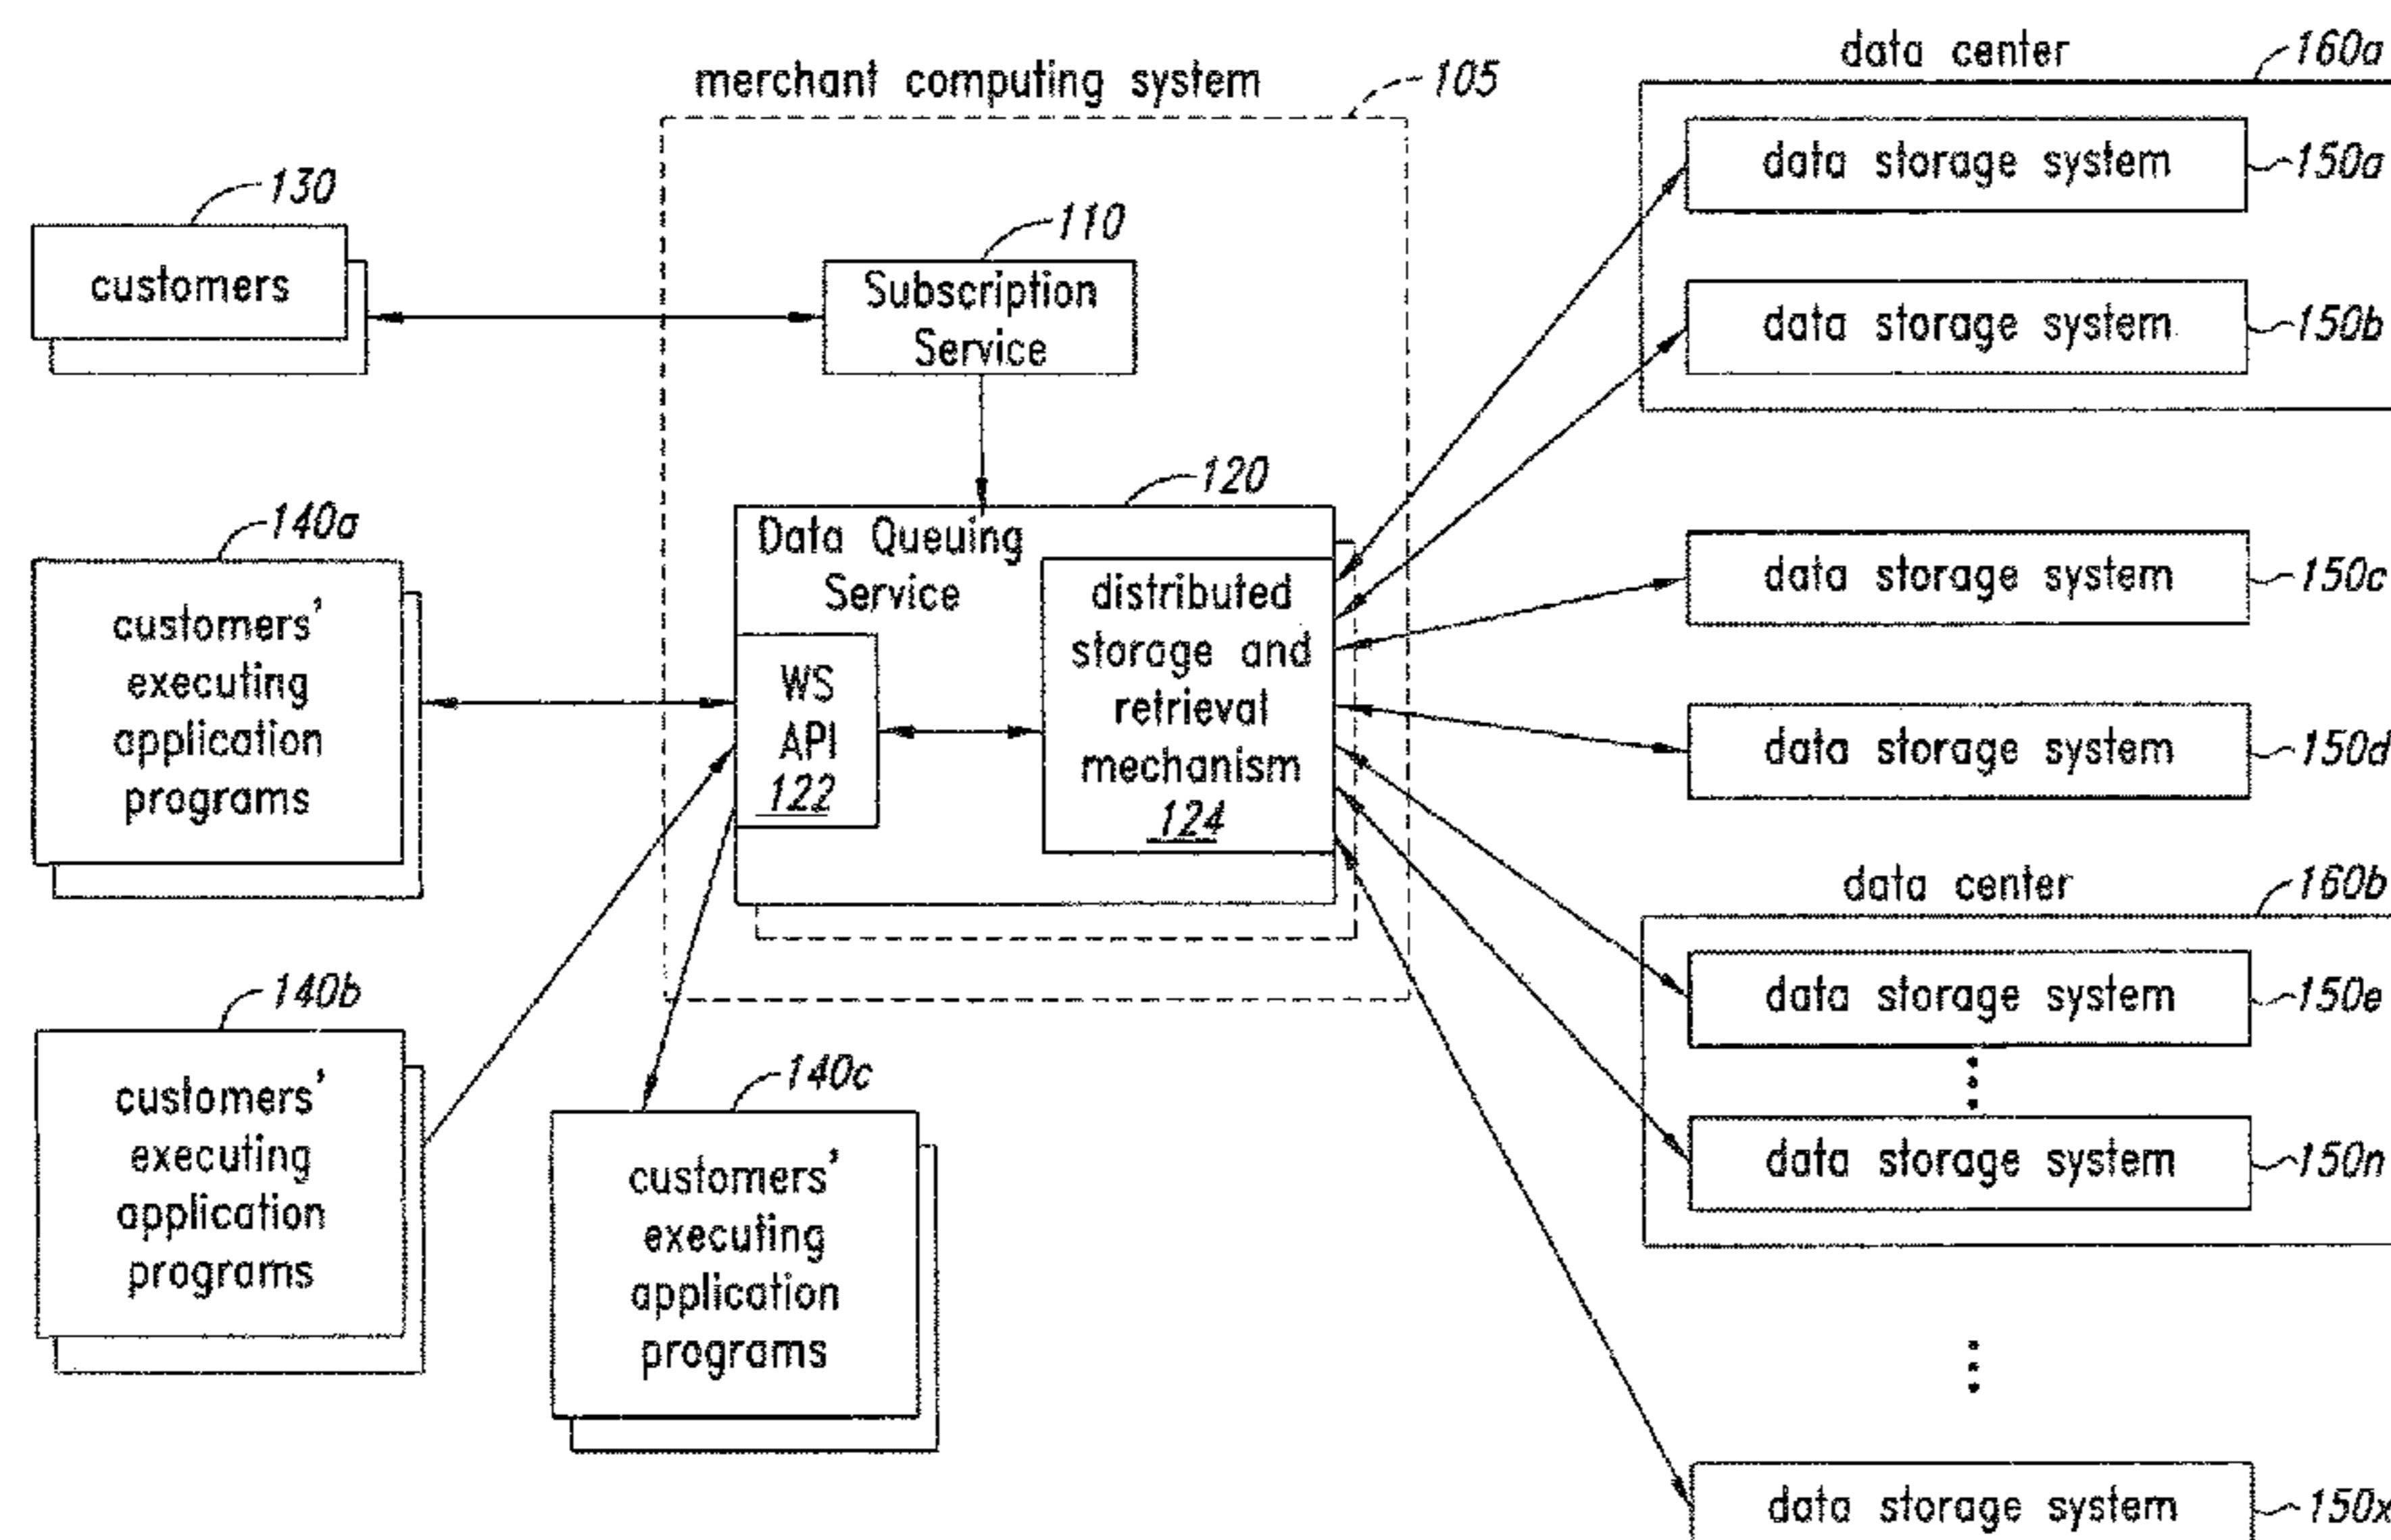 merchant computing system
105
data center
160a
data storage system
150a
data storage system
150b
130
customers
110
Subscription
Service
data storage system
150c
data storage system
150d
140a
customers'
executing
application
programs
120
Data Queuing
Service
WS
API
122
distributed
storage and
retrieval
mechanism
124
data center
160b
data storage system
150e
data storage system
150n
140b
customers'
executing
application
programs
140c
customers'
executing
application
programs
data storage system
150x